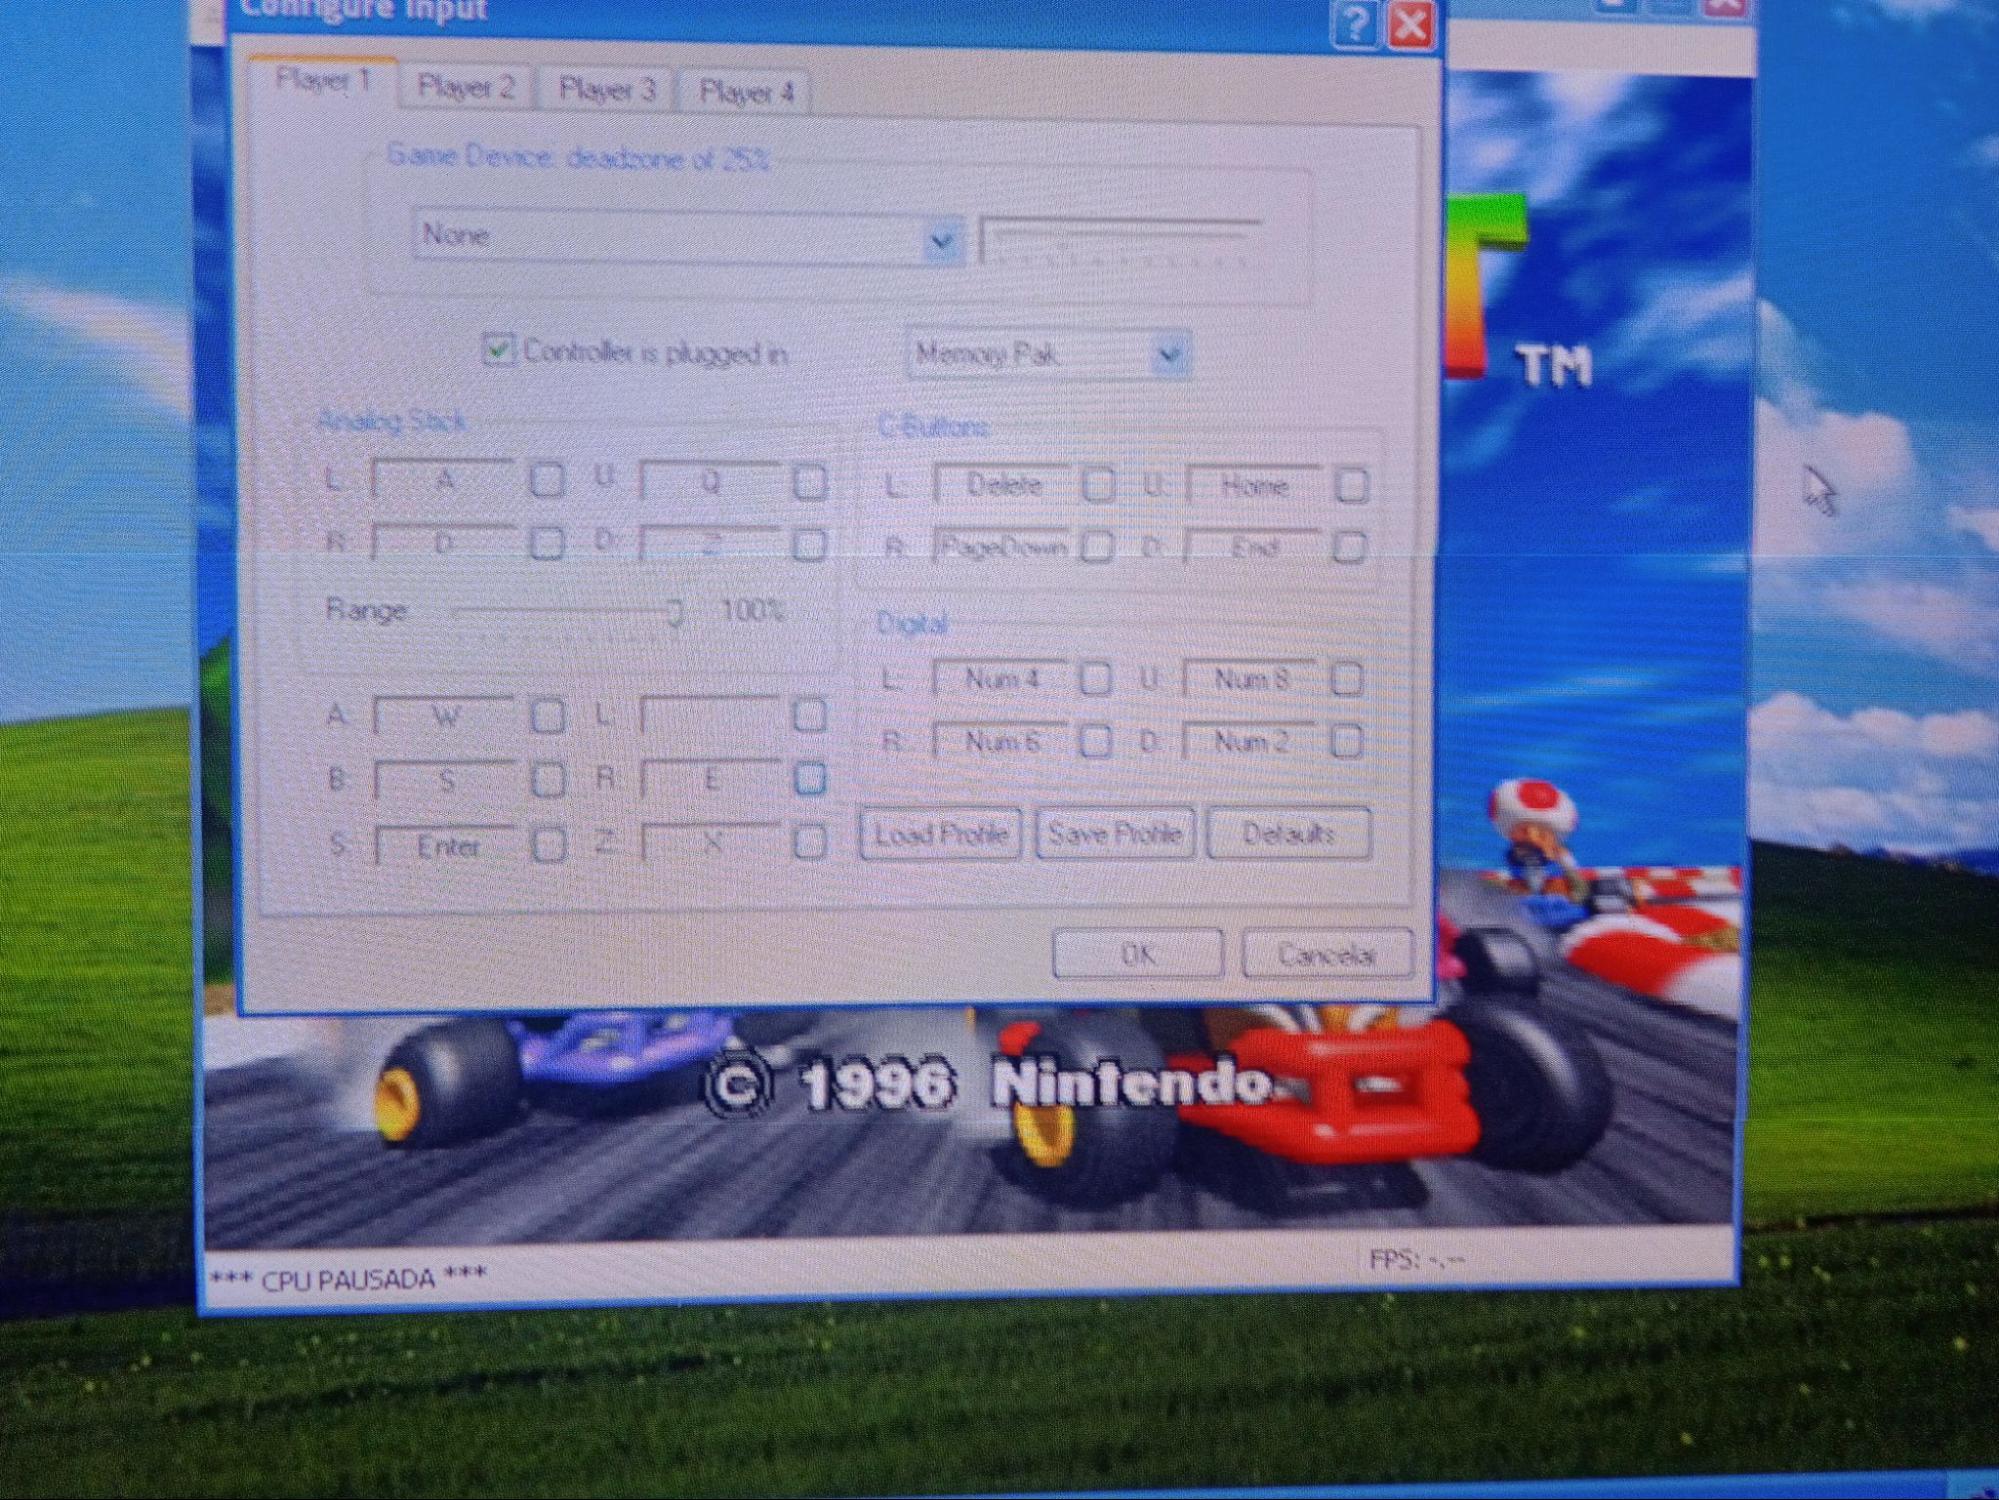 Configure Input
Player 1 Player 2 Player 3 Player 4
Game Device: deadzone of 25%
None
Controller is plugged in Memory Pak
Analog Stick C-Buttons
L: A U: Q L: Delete U: Home
R: D D: Z R: PageDown D: End
Range 100%
Digital
L: Num 4 U: Num 8
A: W L: R: Num 6 D: Num 2
B: S R: E
S: Enter Z: X Load Profile Save Profile Defaults
OK Cancelar
T
TM
© 1996 Nintendo
*** CPU PAUSADA *** FPS: -.--